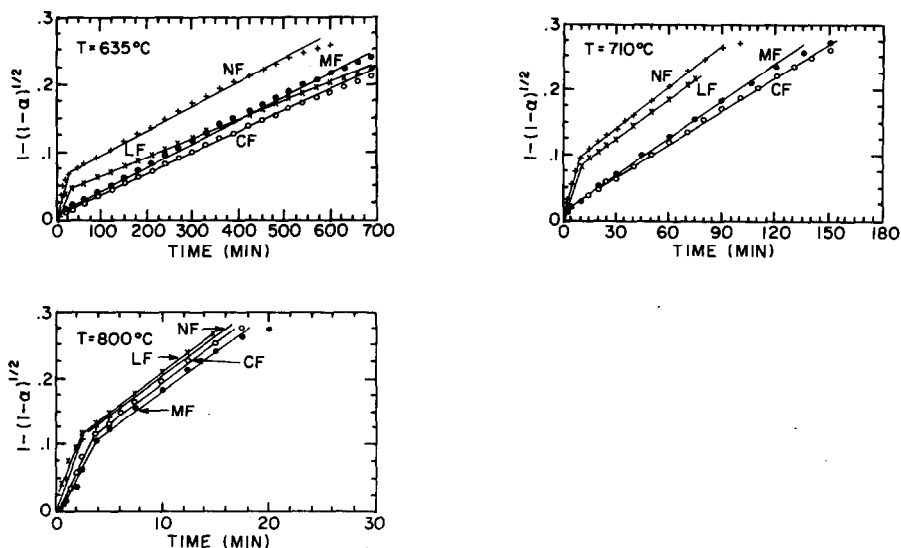 1-(1-α)^1/2
.3
.2
.1
0
T=635°C
NF
MF
LF
CF
0 100 200 300 400 500 600 700
TIME (MIN)
1-(1-α)^1/2
.3
.2
.1
0
T=710°C
NF
MF
LF
CF
0 30 60 90 120 150 180
TIME (MIN)
1-(1-α)^1/2
.3
.2
.1
0
T=800°C
NF
LF
CF
MF
0 10 20 30
TIME (MIN)